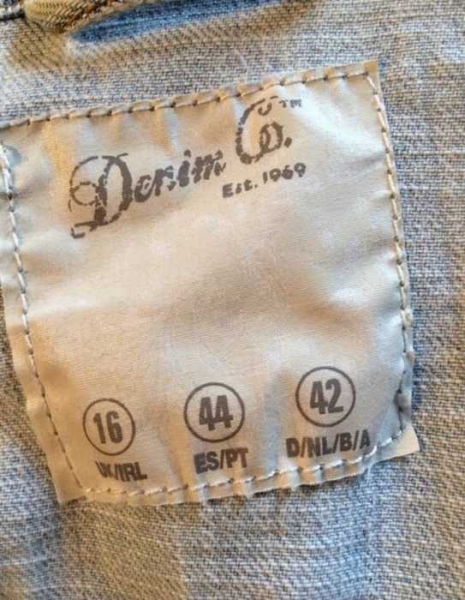 Denim Co.™
Est. 1969
16 44 42
UK/IRL ES/PT D/NL/B/A